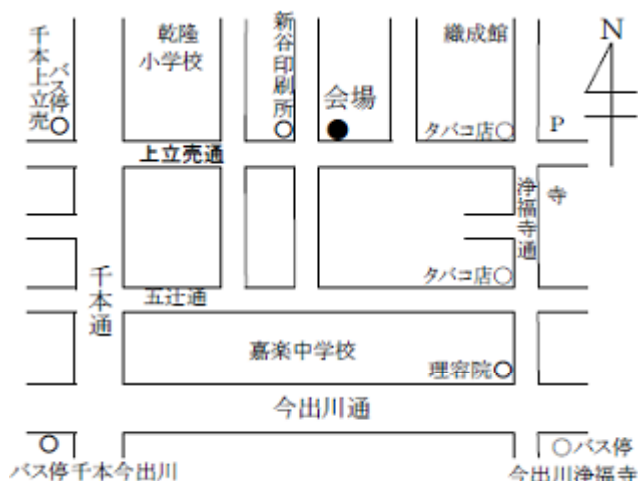 千本上立売
バス停
乾隆
小学校
新谷印刷所
会場
織成館
タバコ店
P
N
上立売通
浄福寺通
寺
千本通
五辻通
タバコ店
嘉楽中学校
理容院
今出川通
バス停千本今出川
バス停
今出川浄福寺